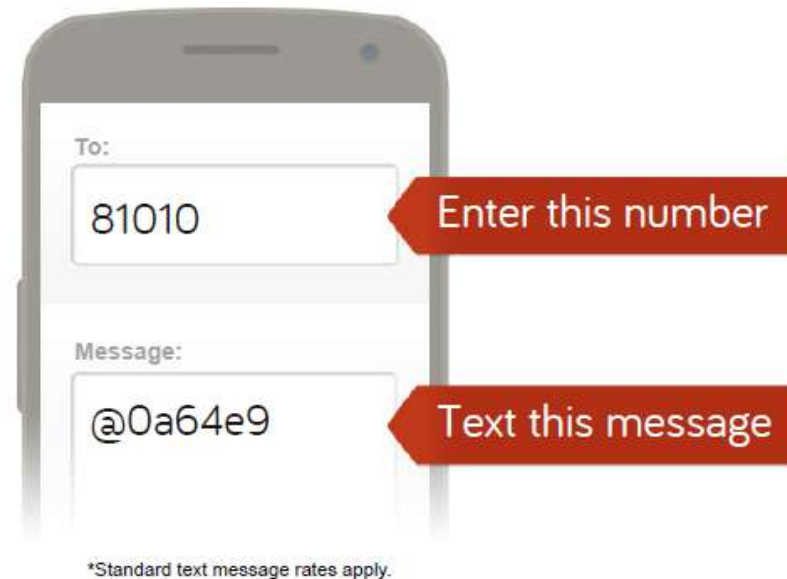 To:
81010
Enter this number
Message:
@0a64e9
Text this message
*Standard text message rates apply.